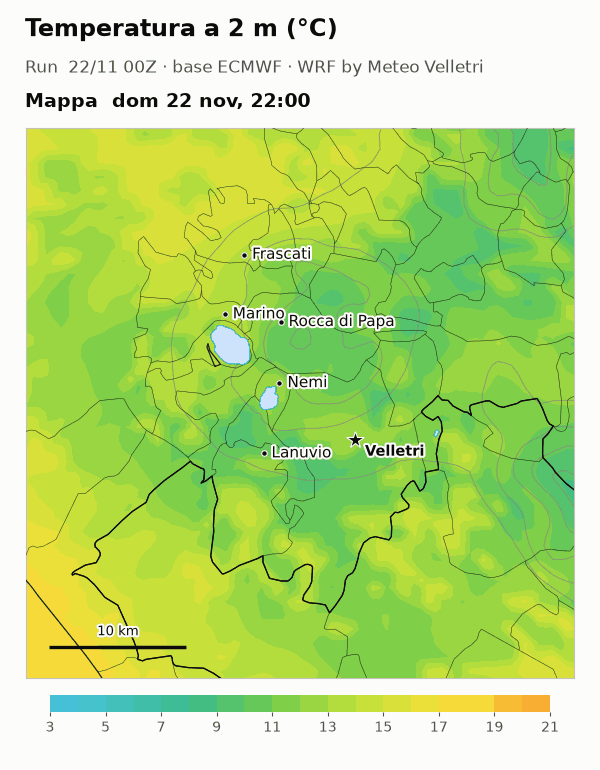 Temperatura a 2 m (°C)
Run  22/11 00Z · base ECMWF · WRF by Meteo Velletri
Mappa  dom 22 nov, 22:00
Frascati
Marino
Rocca di Papa
Nemi
Velletri
Lanuvio
10 km
3 5 7 9 11 13 15 17 19 21